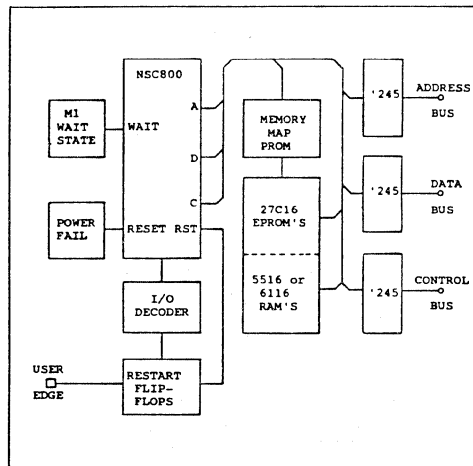 NSC800
M1
WAIT
STATE
WAIT
A
D
C
POWER
FAIL
RESET RST
I/O
DECODER
USER
EDGE
RESTART
FLIP-
FLOPS
MEMORY
MAP
PROM
27C16
EPROM'S
5516 or
6116
RAM'S
'245
ADDRESS
BUS
'245
DATA
BUS
'245
CONTROL
BUS